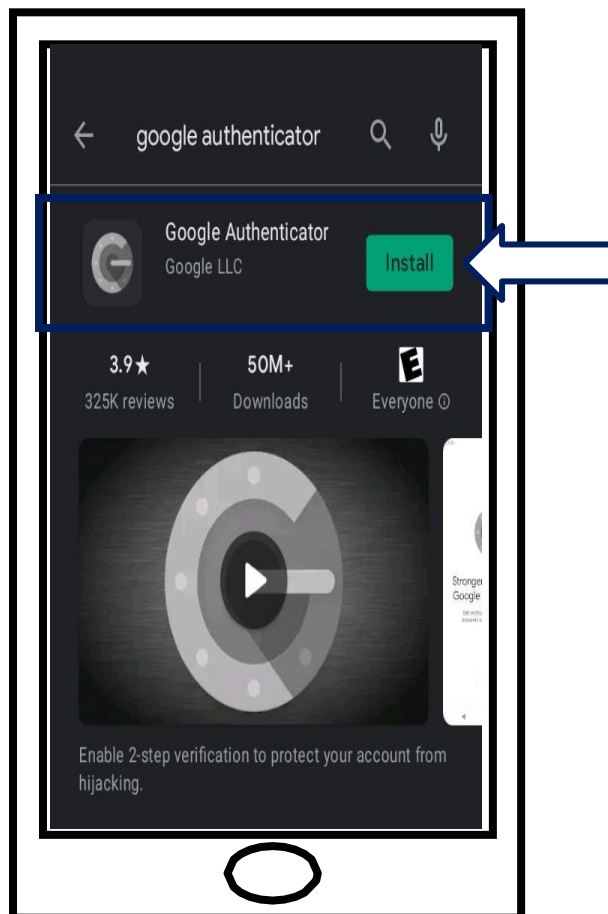 google authenticator
Google Authenticator
Google LLC
Install
3.9★
325K reviews
50M+
Downloads
E
Everyone
Stronger
Google
Enable 2-step verification to protect your account from
hijacking.